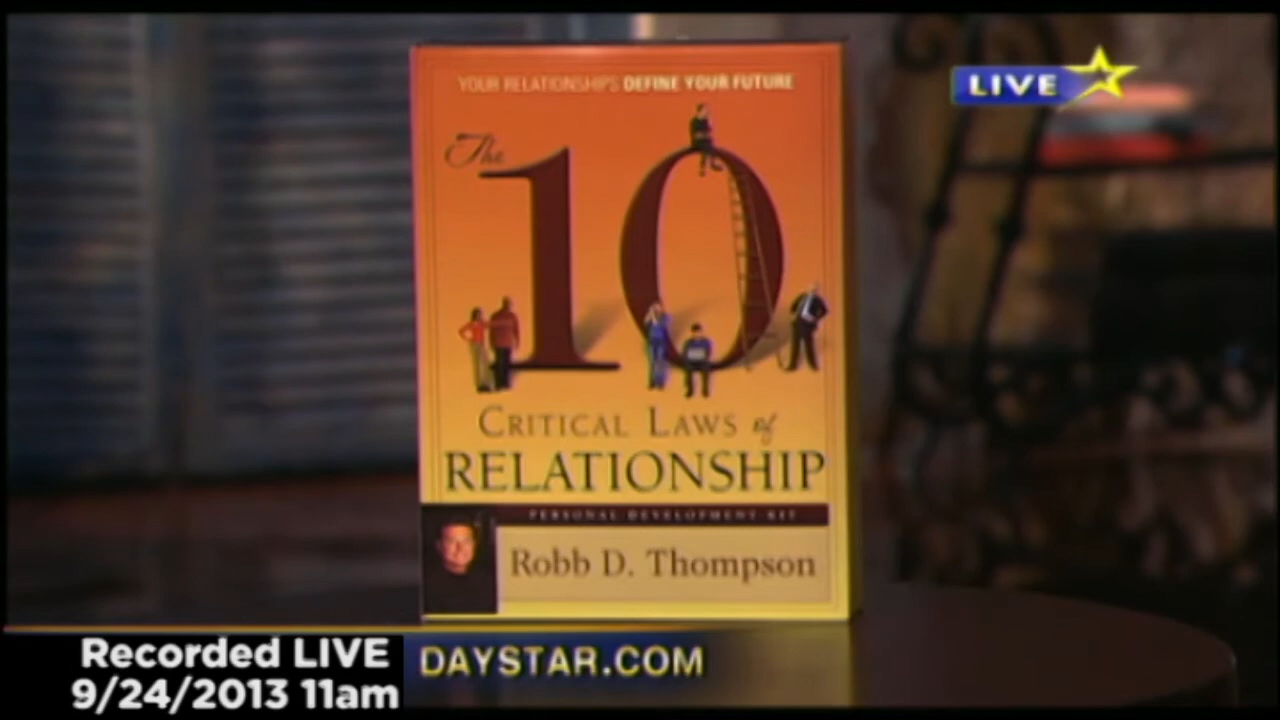 YOUR RELATIONSHIPS DEFINE YOUR FUTURE
LIVE
The
10
CRITICAL LAWS of
RELATIONSHIP
PERSONAL DEVELOPMENT KIT
Robb D. Thompson
Recorded LIVE
9/24/2013 11am
DAYSTAR.COM